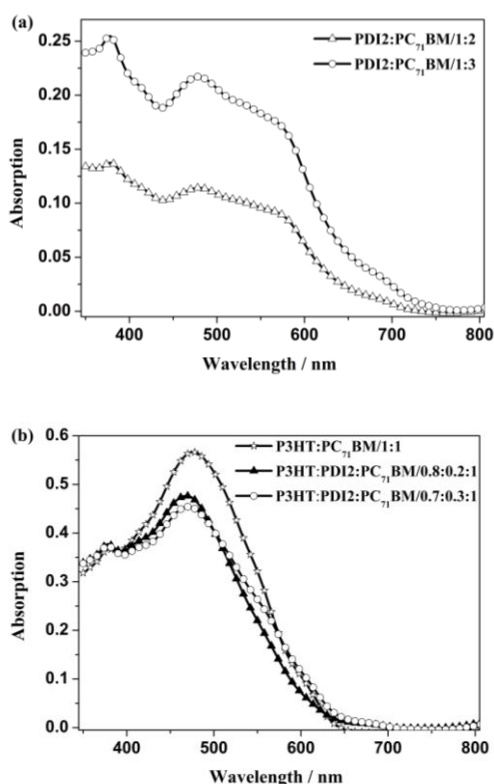 (a)
PDI2:PC₇₁BM/1:2
PDI2:PC₇₁BM/1:3
0.25
0.20
0.15
0.10
0.05
0.00
Absorption
400 500 600 700 800
Wavelength / nm
(b)
P3HT:PC₇₁BM/1:1
P3HT:PDI2:PC₇₁BM/0.8:0.2:1
P3HT:PDI2:PC₇₁BM/0.7:0.3:1
0.6
0.5
0.4
0.3
0.2
0.1
0.0
Absorption
400 500 600 700 800
Wavelength / nm